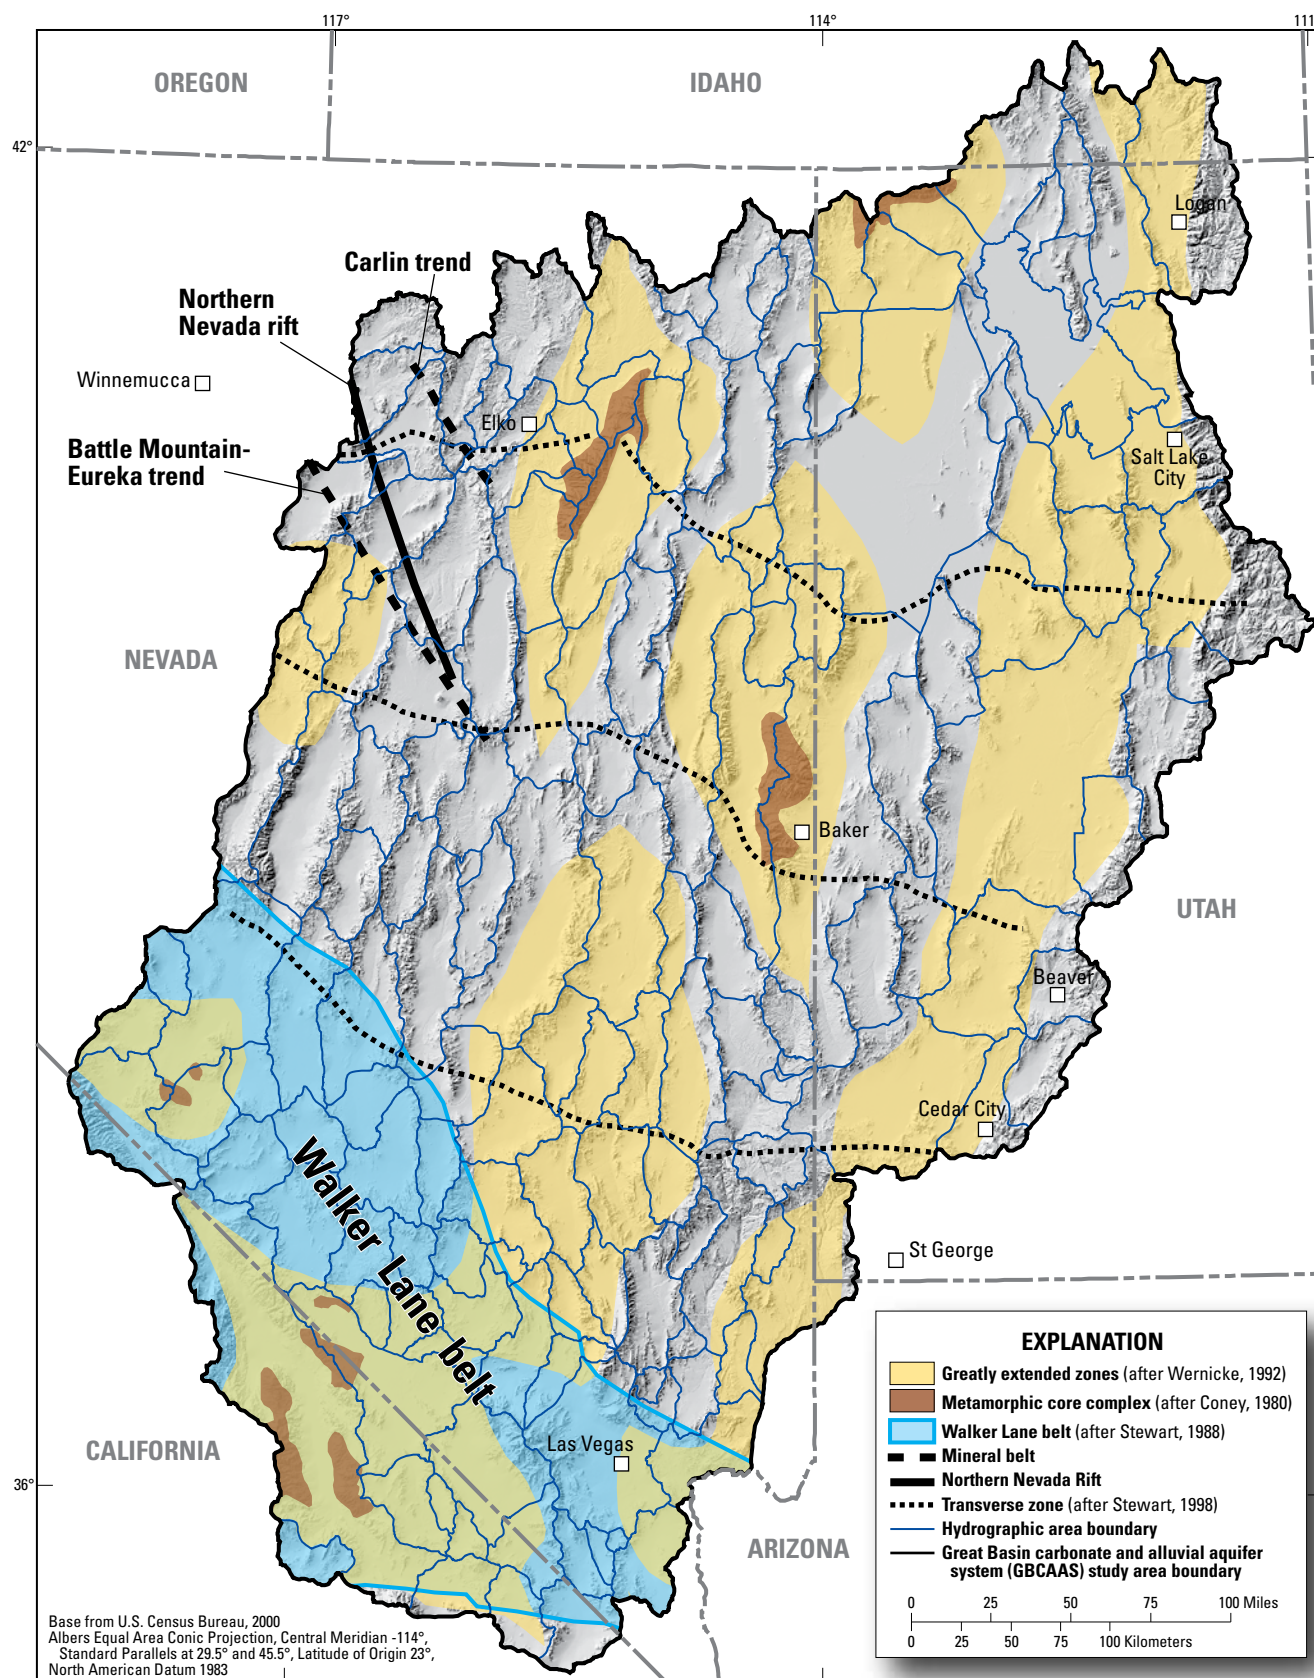 117°
114°
111
OREGON
IDAHO
42°
Logan
Carlin trend
Northern
Nevada rift
Winnemucca
Elko
Battle Mountain-
Eureka trend
Salt Lake
City
NEVADA
Baker
UTAH
Beaver
Cedar City
Walker Lane belt
St George
CALIFORNIA
Las Vegas
36°
ARIZONA
EXPLANATION
Greatly extended zones (after Wernicke, 1992)
Metamorphic core complex (after Coney, 1980)
Walker Lane belt (after Stewart, 1988)
Mineral belt
Northern Nevada Rift
Transverse zone (after Stewart, 1998)
Hydrographic area boundary
Great Basin carbonate and alluvial aquifer
system (GBCAAS) study area boundary
0 25 50 75 100 Miles
0 25 50 75 100 Kilometers
Base from U.S. Census Bureau, 2000
Albers Equal Area Conic Projection, Central Meridian -114°,
Standard Parallels at 29.5° and 45.5°, Latitude of Origin 23°,
North American Datum 1983